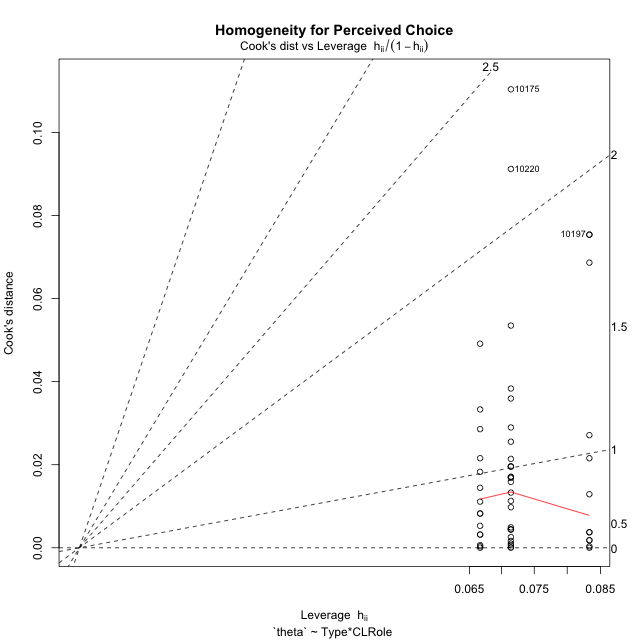 Homogeneity for Perceived Choice
Cook's dist vs Leverage hii/(1 − hii)
2.5
10175
0.10
2
10220
0.08
10197
Cook's distance
0.06
1.5
0.04
0.02
1
0.5
0.00
0
0.065 0.075 0.085
Leverage hii
`theta` ~ Type*CLRole